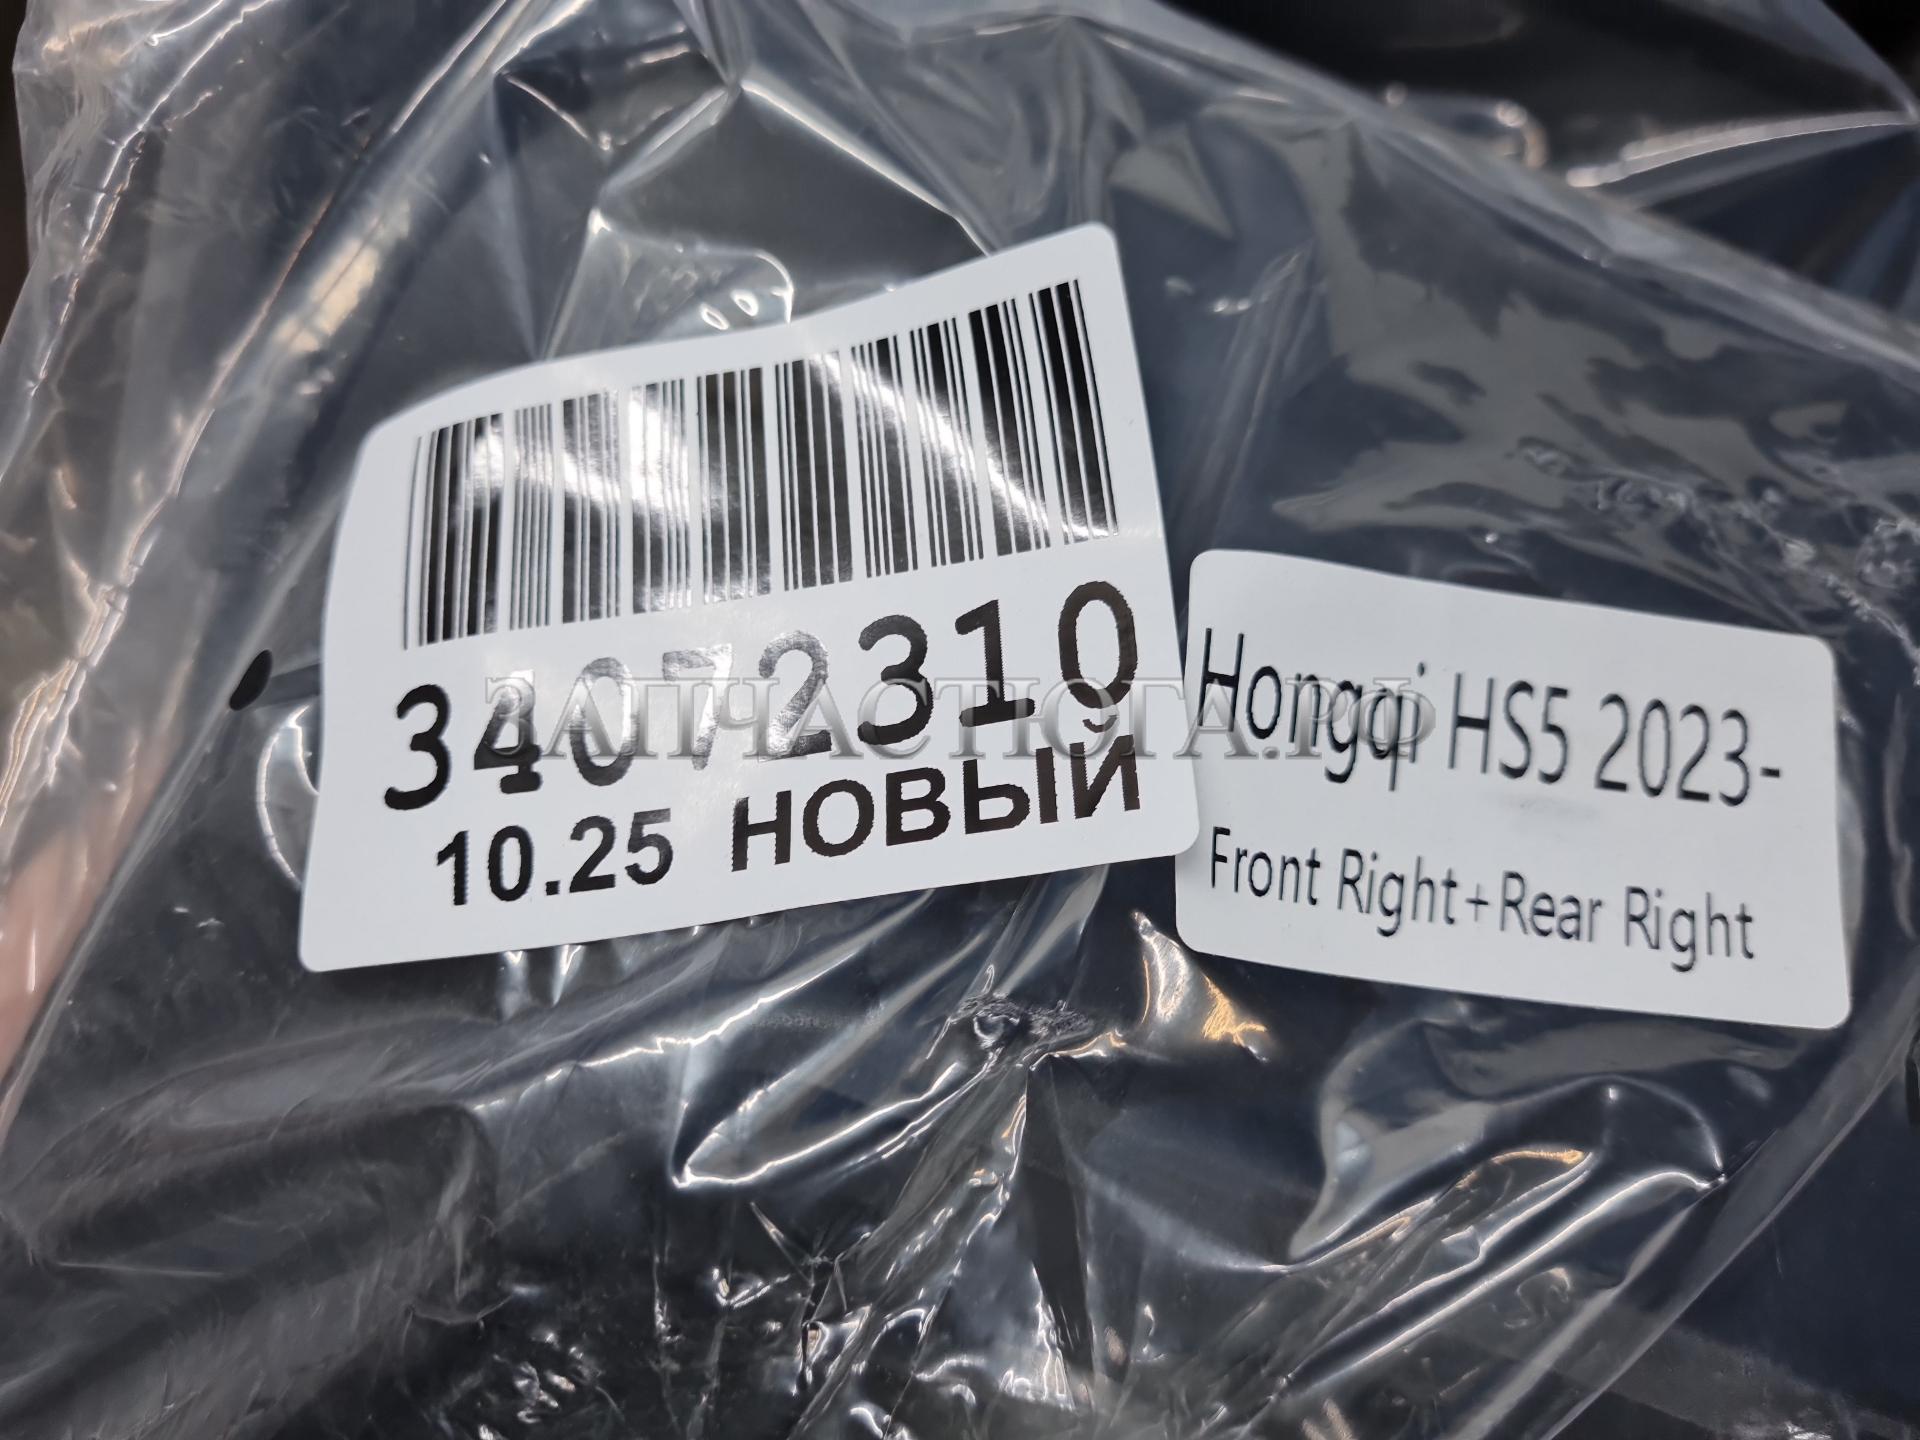 34072310
10.25 НОВЫЙ
Hongqi HS5 2023-
Front Right+Rear Right
ЗАПЧАСТЮГА.РФ